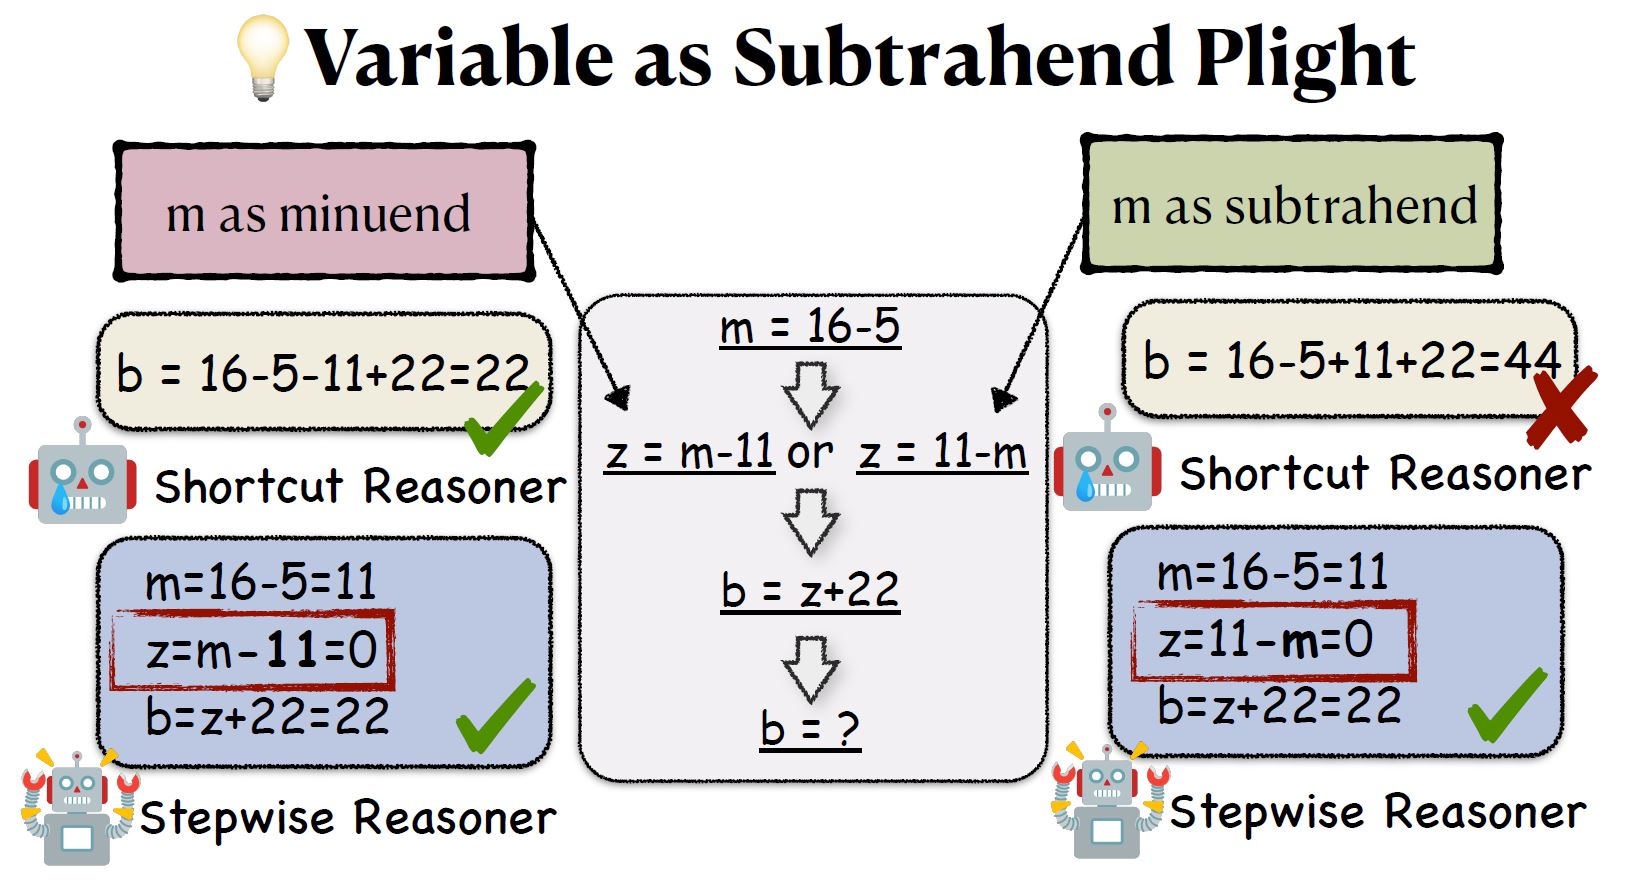 Variable as Subtrahend Plight
m as minuend
m as subtrahend
b = 16-5-11+22=22
Shortcut Reasoner
m=16-5=11
z=m-11=0
b=z+22=22
Stepwise Reasoner
m = 16-5
z = m-11 or z = 11-m
b = z+22
b = ?
b = 16-5+11+22=44
Shortcut Reasoner
m=16-5=11
z=11-m=0
b=z+22=22
Stepwise Reasoner